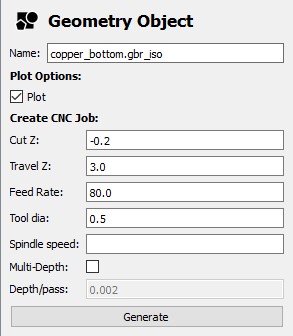 Geometry Object
Name: copper_bottom.gbr_iso
Plot Options:
Plot
Create CNC Job:
Cut Z: -0.2
Travel Z: 3.0
Feed Rate: 80.0
Tool dia: 0.5
Spindle speed:
Multi-Depth:
Depth/pass: 0.002
Generate